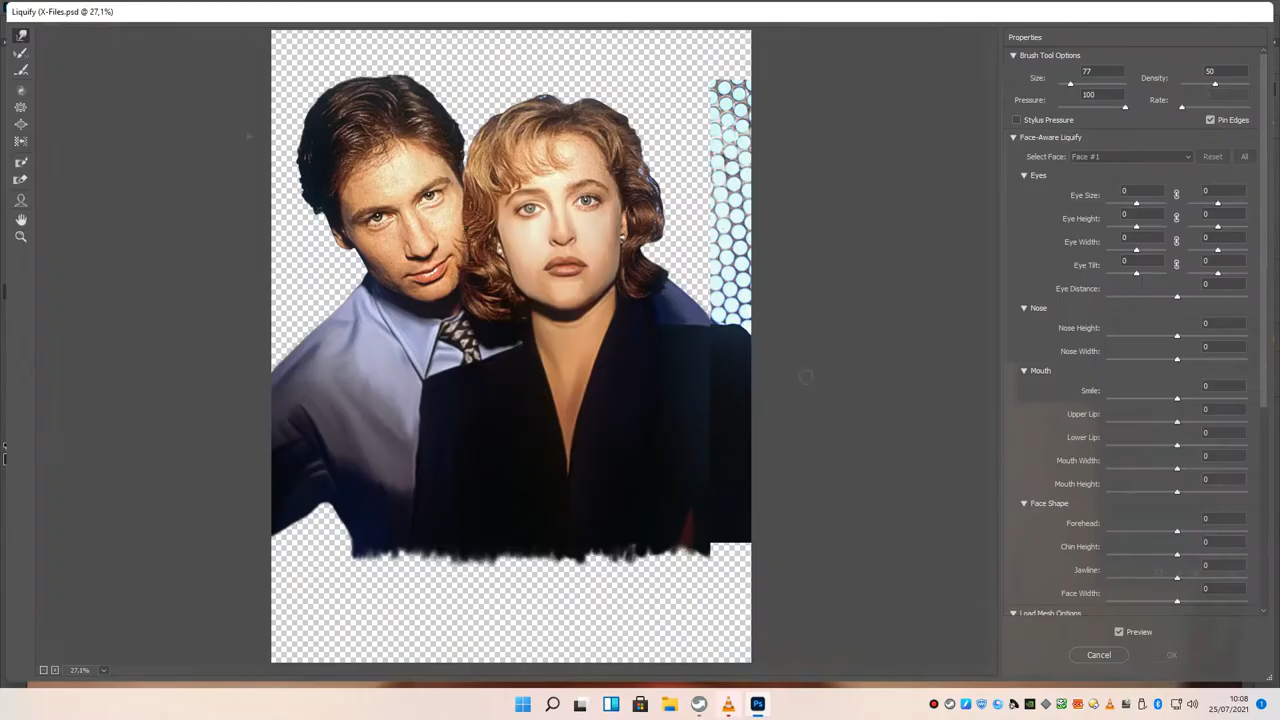 Liquify (X-Files.psd @ 27,1%)
Properties
Brush Tool Options
Size: 77 Density: 50
Pressure: 100 Rate:
Stylus Pressure Pin Edges
Face-Aware Liquify
Select Face: Face #1 Reset All
Eyes
Eye Size: 0 0
Eye Height: 0 0
Eye Width: 0 0
Eye Tilt: 0 0
Eye Distance: 0
Nose
Nose Height: 0
Nose Width: 0
Mouth
Smile: 0
Upper Lip: 0
Lower Lip: 0
Mouth Width: 0
Mouth Height: 0
Face Shape
Forehead: 0
Chin Height: 0
Jawline: 0
Face Width: 0
Load Mesh Options
Preview
Cancel OK
27,1%
Ps
10:08
25/07/2021